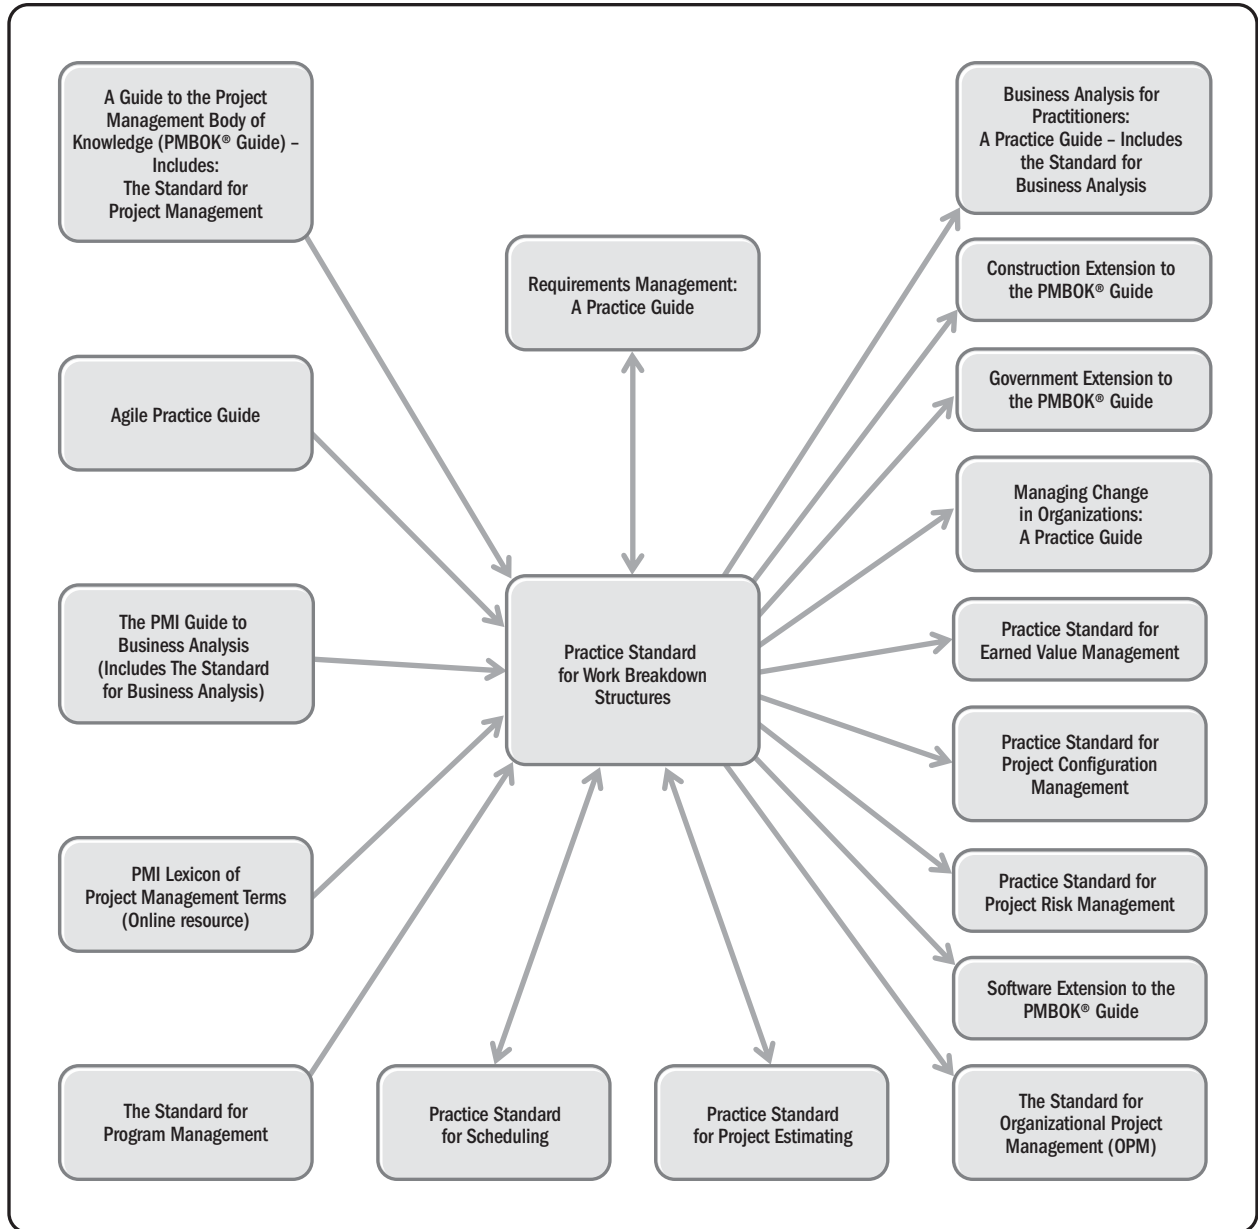 A Guide to the Project
Management Body of
Knowledge (PMBOK® Guide) –
Includes:
The Standard for
Project Management
Agile Practice Guide
The PMI Guide to
Business Analysis
(Includes The Standard
for Business Analysis)
PMI Lexicon of
Project Management Terms
(Online resource)
The Standard for
Program Management
Requirements Management:
A Practice Guide
Practice Standard
for Work Breakdown
Structures
Practice Standard
for Scheduling
Practice Standard
for Project Estimating
Business Analysis for
Practitioners:
A Practice Guide – Includes
the Standard for
Business Analysis
Construction Extension to
the PMBOK® Guide
Government Extension to
the PMBOK® Guide
Managing Change
in Organizations:
A Practice Guide
Practice Standard for
Earned Value Management
Practice Standard for
Project Configuration
Management
Practice Standard for
Project Risk Management
Software Extension to the
PMBOK® Guide
The Standard for
Organizational Project
Management (OPM)